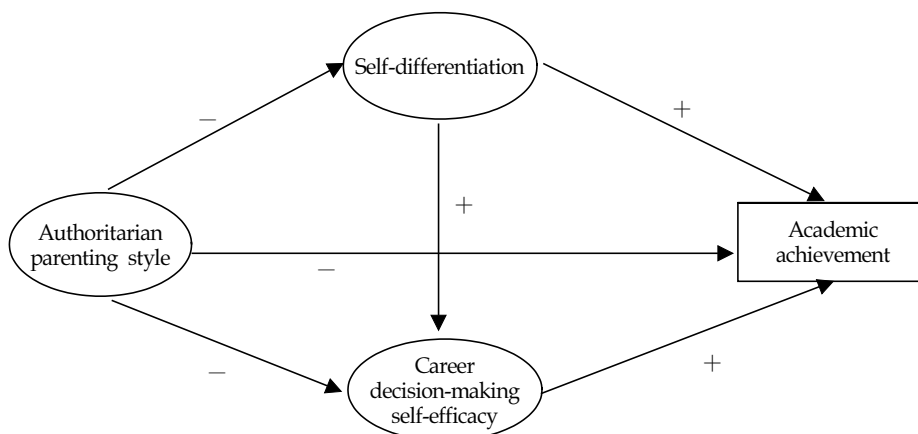 Self-differentiation
−
+
+
Authoritarian
parenting style
−
Academic
achievement
−
+
Career
decision-making
self-efficacy